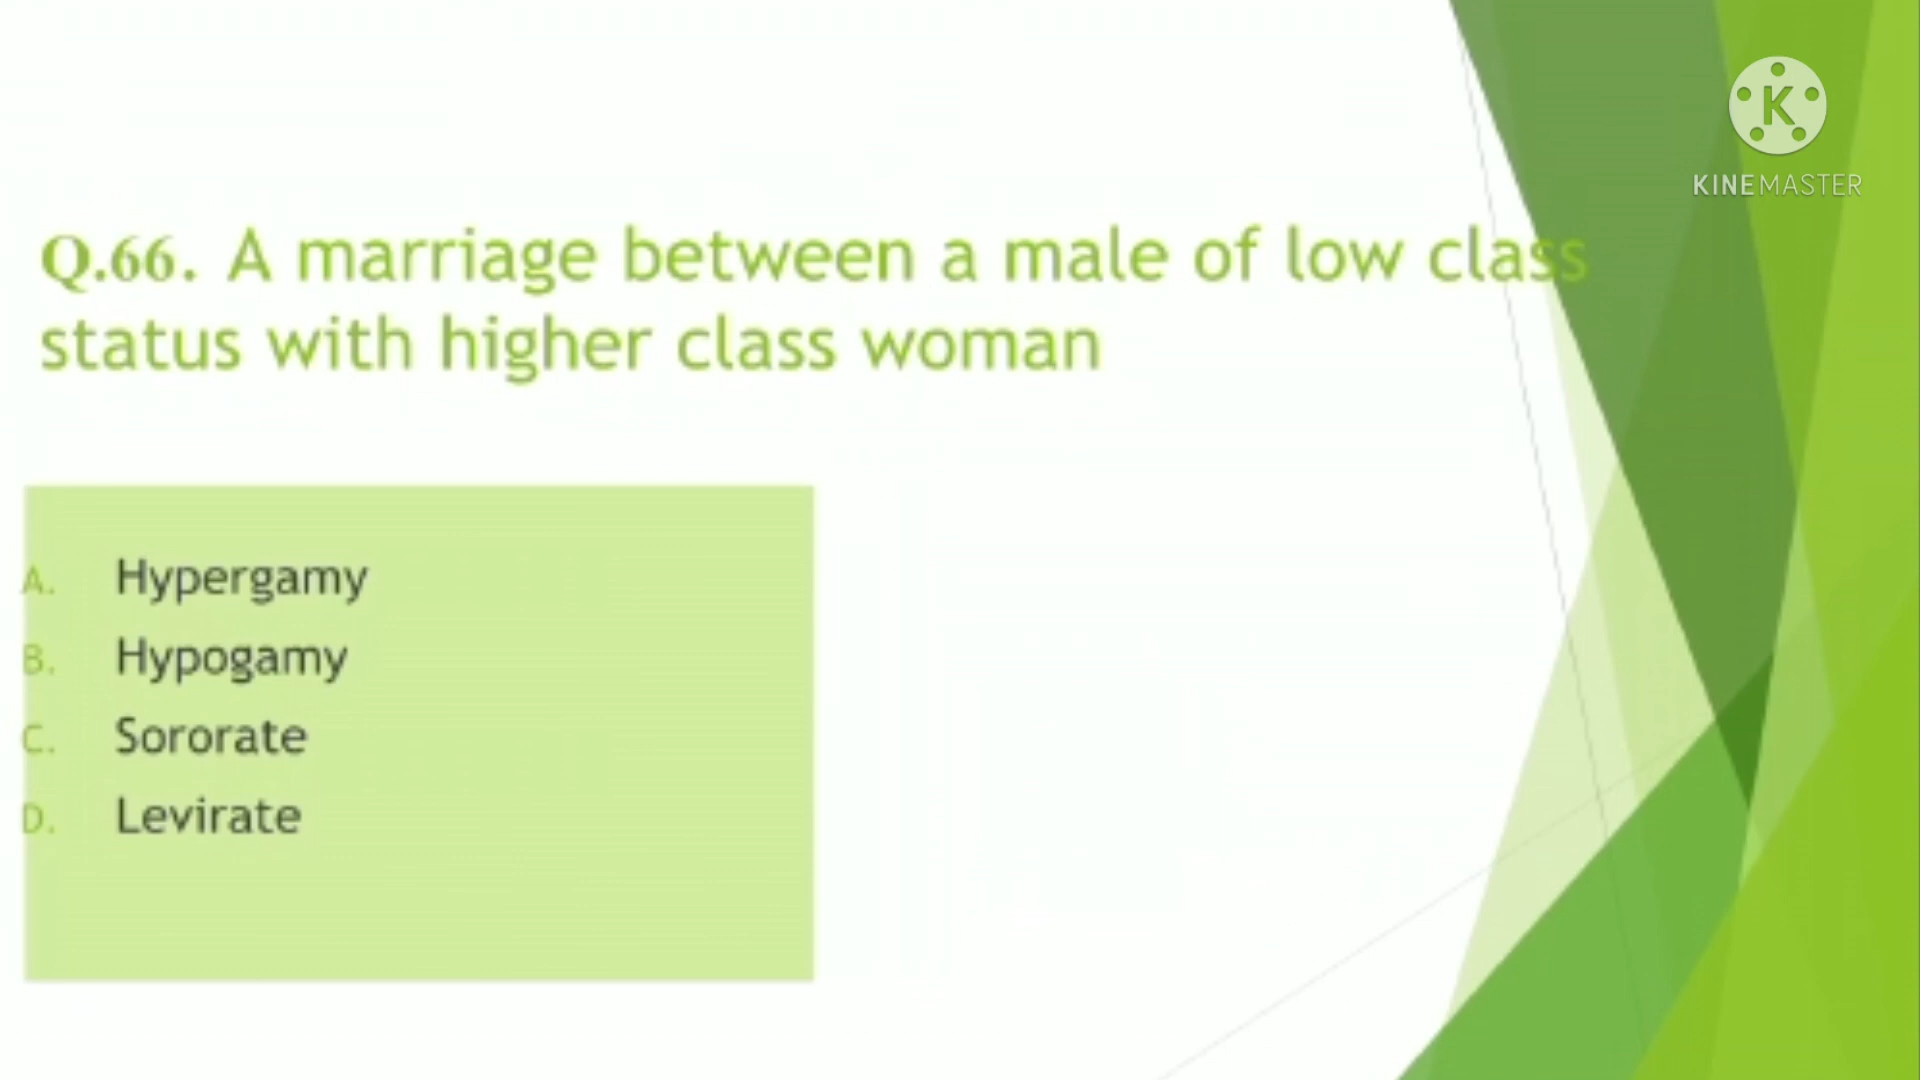 K
KINEMASTER
Q.66. A marriage between a male of low class
status with higher class woman
A. Hypergamy
B. Hypogamy
C. Sororate
D. Levirate